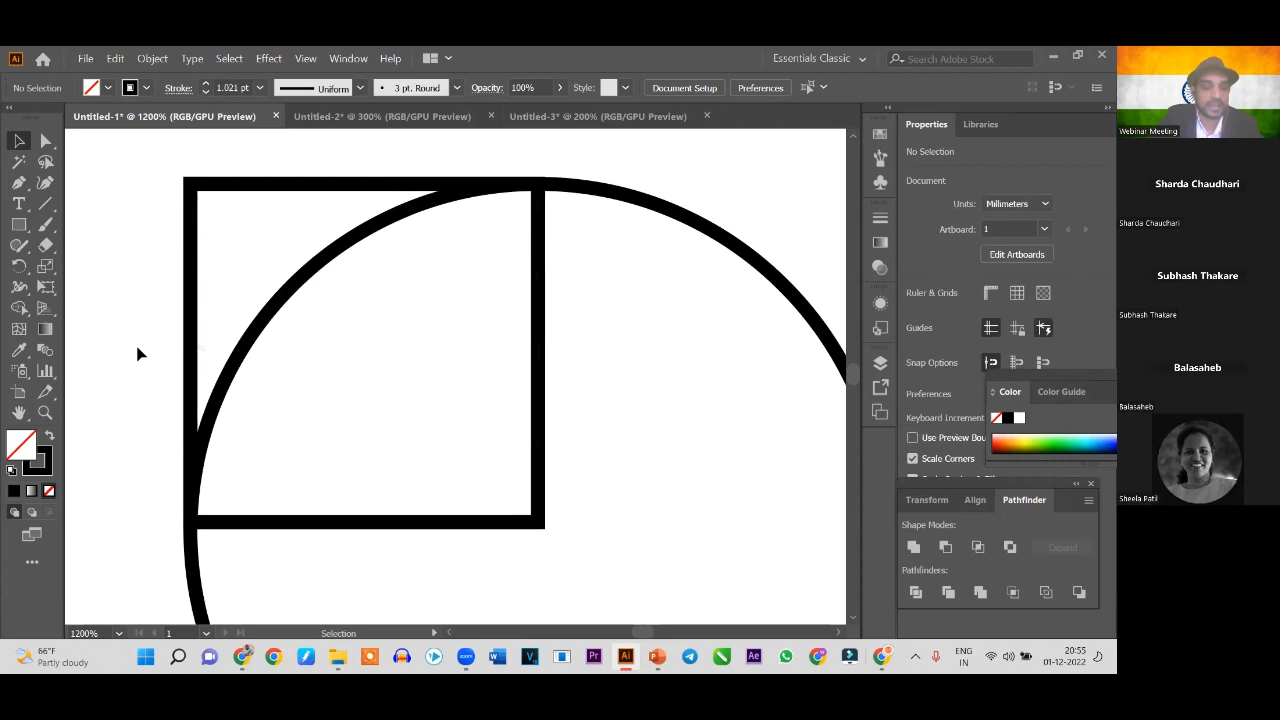 Ai File Edit Object Type Select Effect View Window Help Essentials Classic Search Adobe Stock
No Selection Stroke: 1.021 pt Uniform 3 pt. Round Opacity: 100% Style: Document Setup Preferences
Untitled-1* @ 1200% (RGB/GPU Preview) Untitled-2* @ 300% (RGB/GPU Preview) Untitled-3* @ 200% (RGB/GPU Preview)
Properties Libraries
No Selection
Document
Units: Millimeters
Artboard: 1
Edit Artboards
Ruler & Grids
Guides
Snap Options
Preferences
Color Color Guide
Keyboard Increment
Use Preview Bou
Scale Corners
Transform Align Pathfinder
Shape Modes:
Expand
Pathfinders:
1200% 1 Selection
Webinar Meeting
Sharda Chaudhari
Sharda Chaudhari
Subhash Thakare
Subhash Thakare
Balasaheb
Balasaheb
Sheela Patil
66°F
Partly cloudy
zoom
W
V
Pr
Ai
P
Ae
ENG
IN
20:55
01-12-2022